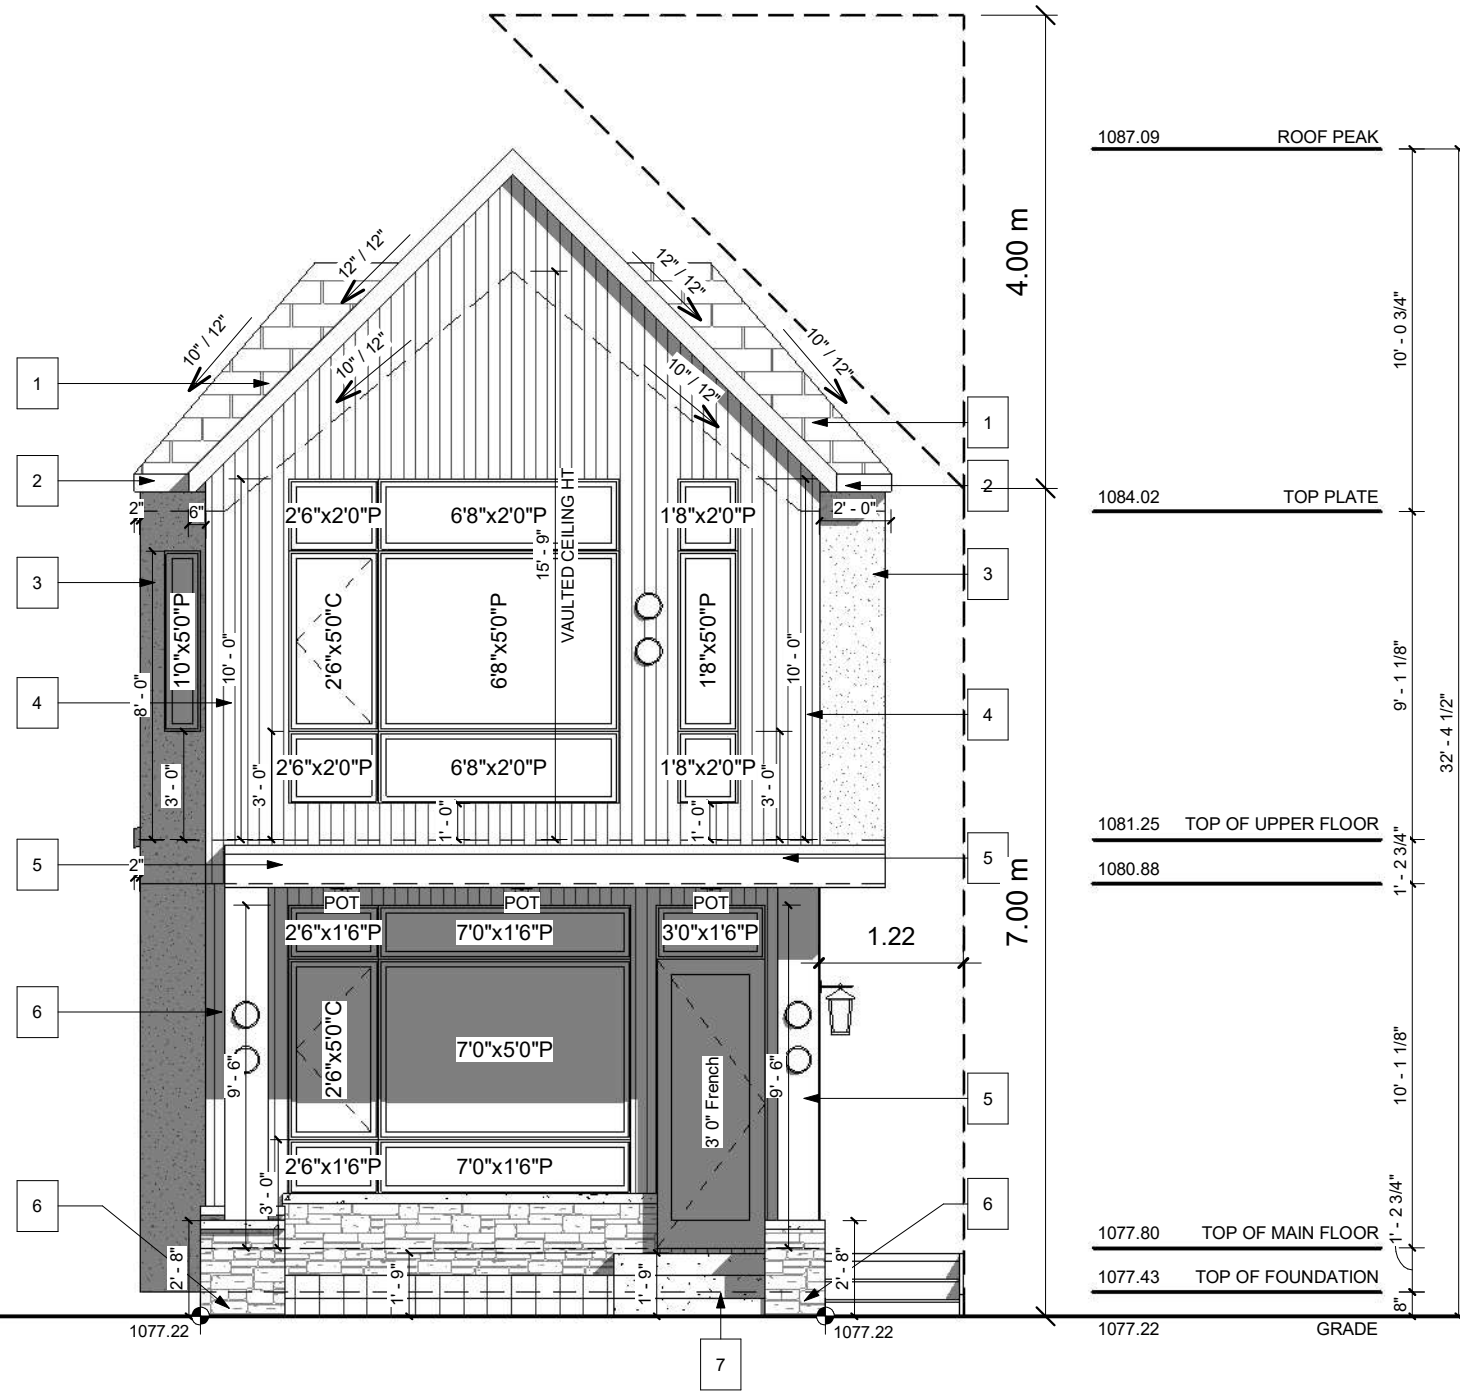 1087.09 ROOF PEAK
4.00 m
12" / 12"
12" / 12"
10" / 12"
10" / 12"
10" / 12"
10" / 12"
10' - 0 3/4"
1
1
2
2
1084.02 TOP PLATE
2"
6"
2' - 0"
2'6"x2'0"P
6'8"x2'0"P
1'8"x2'0"P
15' - 9"
VAULTED CEILING HT
3
3
1'0"x5'0"P
2'6"x5'0"C
6'8"x5'0"P
1'8"x5'0"P
8' - 0"
10' - 0"
10' - 0"
9' - 1 1/8"
4
4
32' - 4 1/2"
2'6"x2'0"P
6'8"x2'0"P
1'8"x2'0"P
3' - 0"
3' - 0"
3' - 0"
1' - 0"
1' - 0"
1081.25 TOP OF UPPER FLOOR
1' - 2 3/4"
5
5
2"
1080.88
7.00 m
POT
POT
POT
2'6"x1'6"P
7'0"x1'6"P
3'0"x1'6"P
1.22
6
2'6"x5'0"C
7'0"x5'0"P
9' - 6"
9' - 6"
3' 0" French
10' - 1 1/8"
5
2'6"x1'6"P
7'0"x1'6"P
3' - 0"
6
6
1077.80 TOP OF MAIN FLOOR
1' - 2 3/4"
2' - 8"
1' - 9"
1' - 9"
2' - 8"
1077.43 TOP OF FOUNDATION
8"
1077.22
1077.22
1077.22 GRADE
7